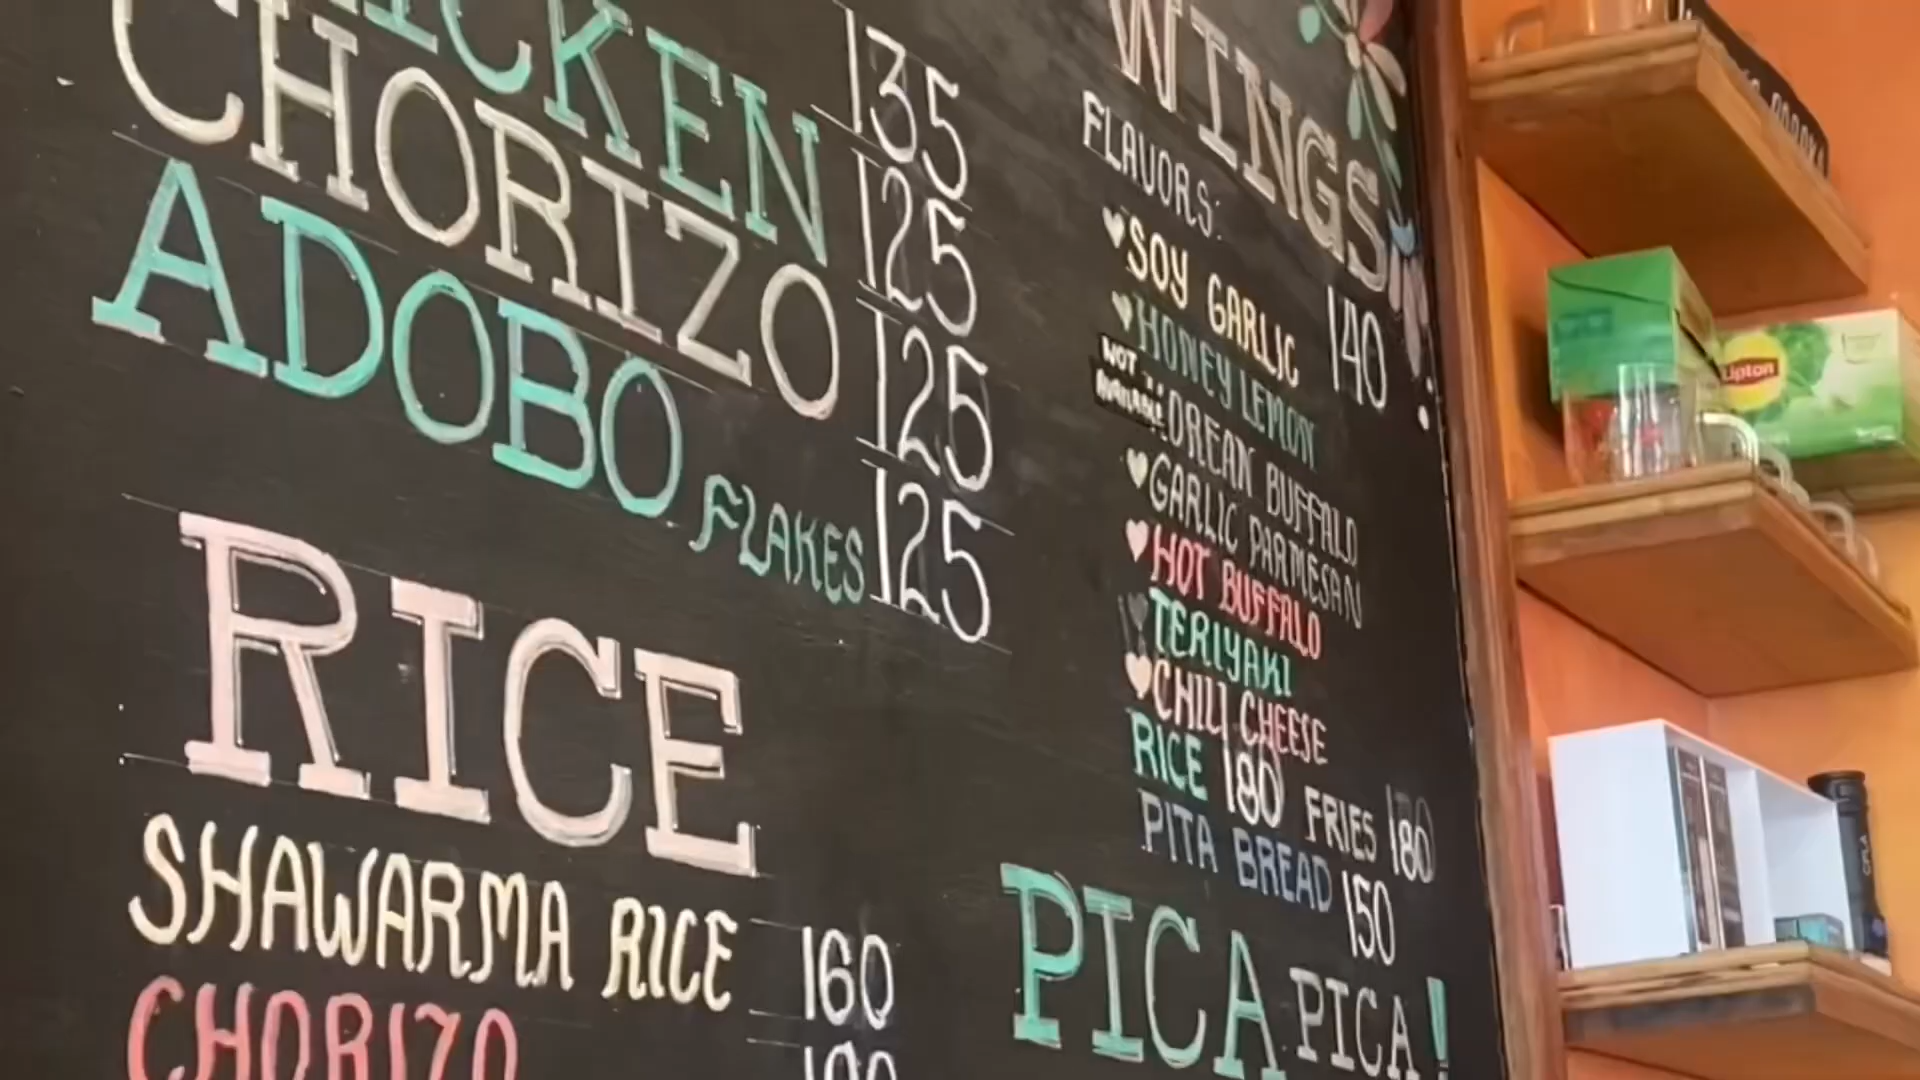 CHICKEN 135
CHORIZO 125
ADOBO FLAKES 125
125
RICE
SHAWARMA RICE 160
CHORIZO
WINGS
FLAVORS:
SOY GARLIC 140
HONEY LEMON
NOT AVAILABLE
KOREAN BUFFALO
GARLIC PARMESAN
HOT BUFFALO
TERIYAKI
CHILI CHEESE
RICE 180 FRIES 180
PITA BREAD 150
PICA PICA!
Lipton